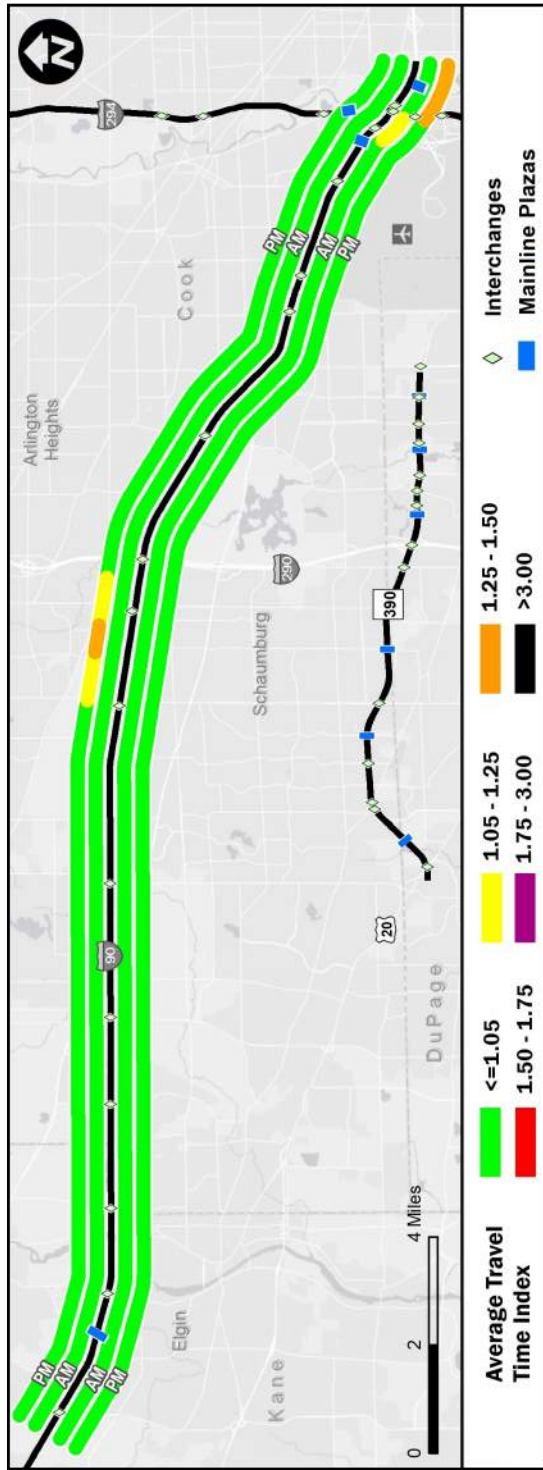 N
294
Cook
Arlington
Heights
PM
AM
AM
PM
290
Schaumburg
390
90
20
DuPage
Elgin
Kane
PM
AM
AM
PM
0 2 4 Miles
Average Travel
Time Index
<=1.05
1.05 - 1.25
1.25 - 1.50
Interchanges
1.50 - 1.75
1.75 - 3.00
>3.00
Mainline Plazas